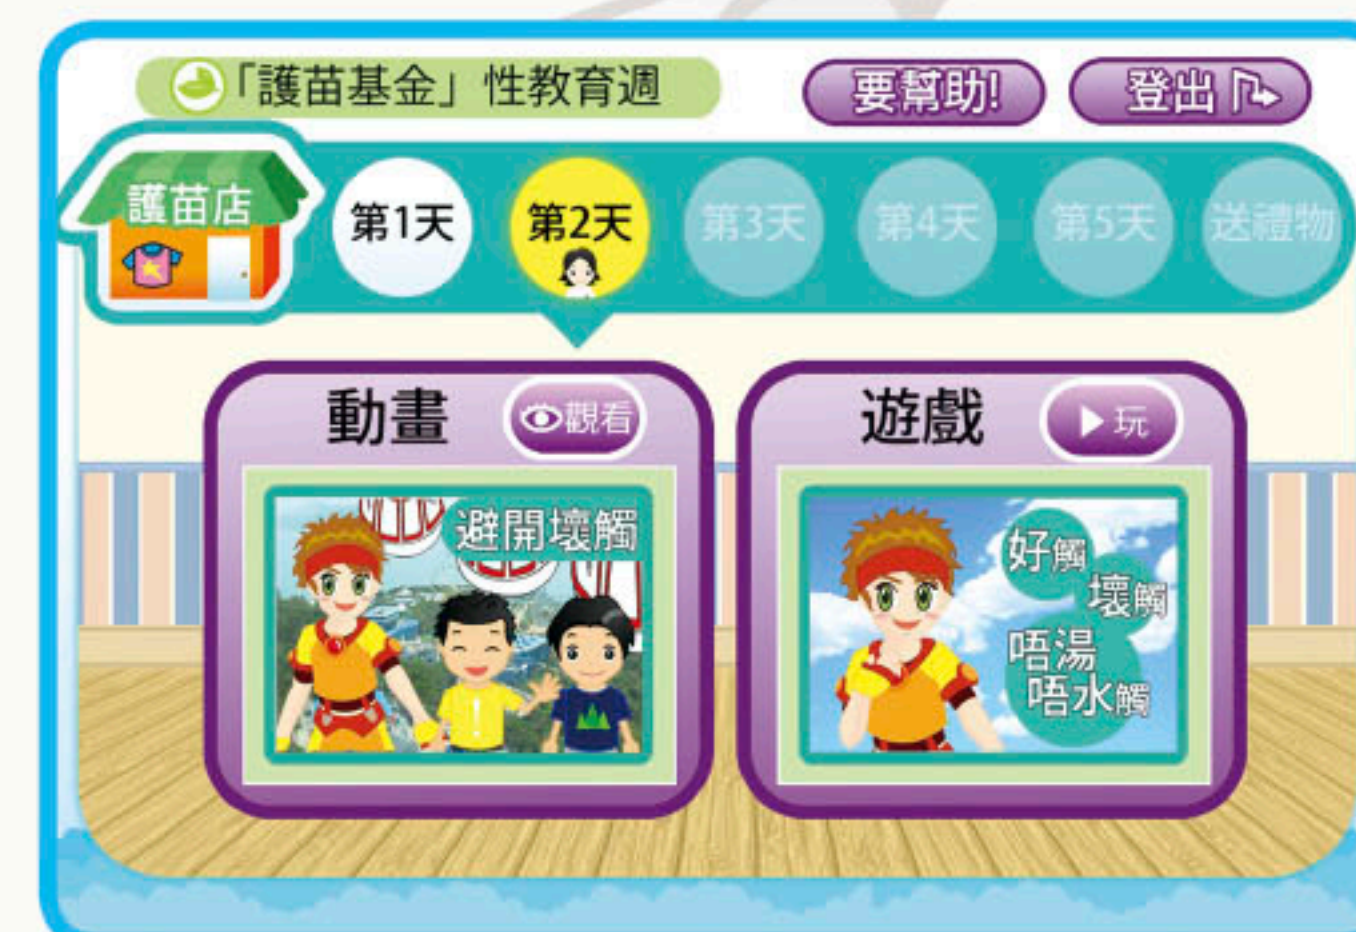 「護苗基金」性教育週
要幫助!
登出
護苗店
第1天
第2天
第3天
第4天
第5天
送禮物
動畫
觀看
避開壞觸
遊戲
玩
好觸
壞觸
唔湯
唔水觸